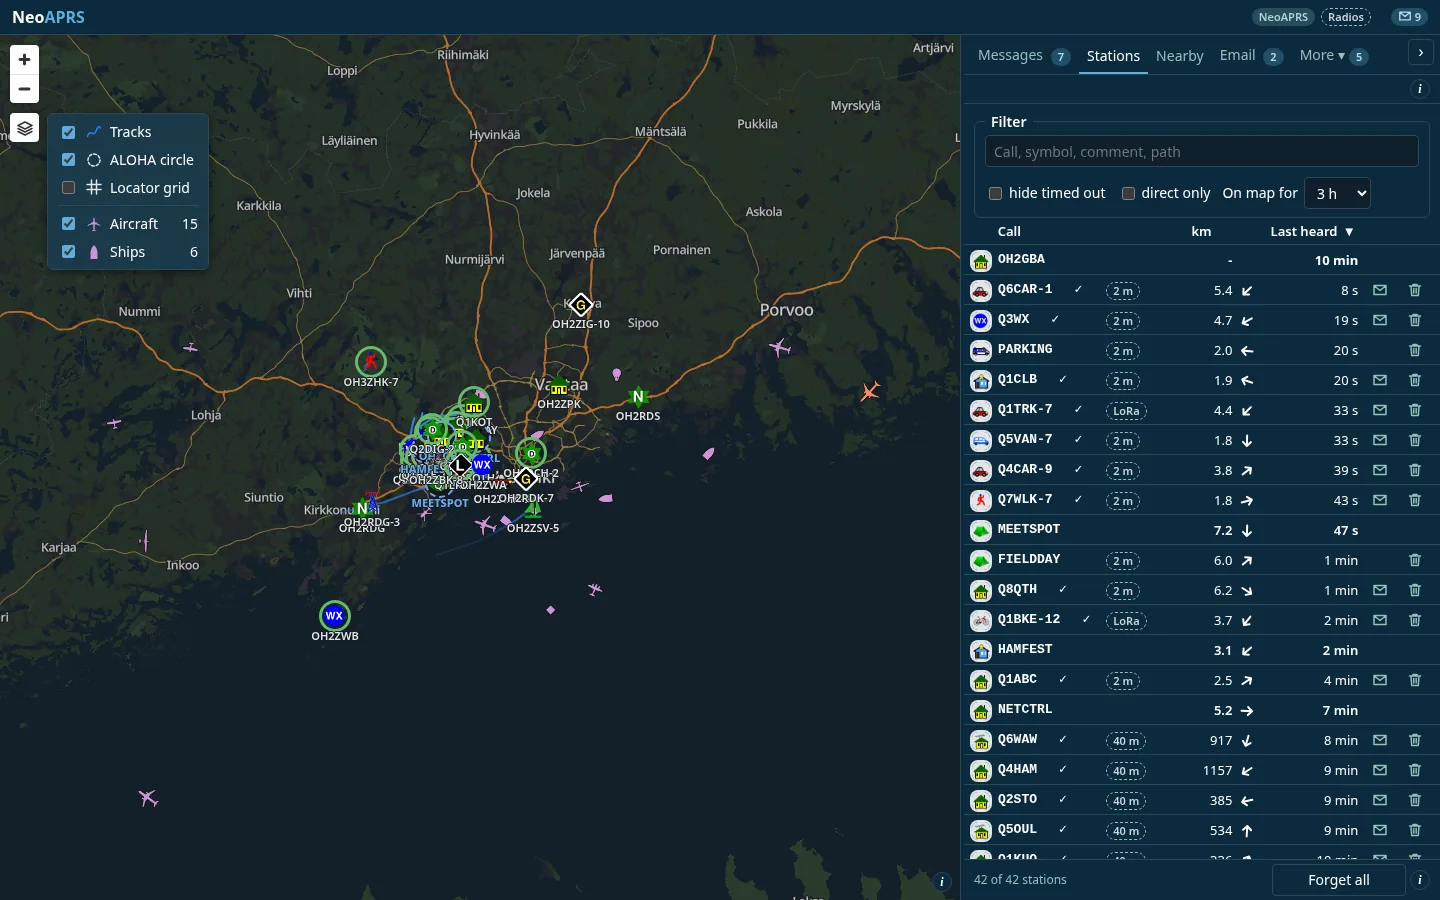 NeoAPRS
NeoAPRS Radios 9
Messages 7 Stations Nearby Email 2 More ▾ 5
i
Filter
Call, symbol, comment, path
hide timed out direct only On map for 3 h
Call km Last heard ▼
OH2GBA - 10 min
Q6CAR-1 ✓ 2 m 5.4 8 s
Q3WX ✓ 2 m 4.7 19 s
PARKING 2 m 2.0 20 s
Q1CLB ✓ 2 m 1.9 20 s
Q1TRK-7 ✓ LoRa 4.4 33 s
Q5VAN-7 ✓ 2 m 1.8 33 s
Q4CAR-9 ✓ 2 m 3.8 39 s
Q7WLK-7 ✓ 2 m 1.8 43 s
MEETSPOT 7.2 47 s
FIELDDAY 2 m 6.0 1 min
Q8QTH ✓ 2 m 6.2 1 min
Q1BKE-12 ✓ LoRa 3.7 2 min
HAMFEST 3.1 2 min
Q1ABC ✓ 2 m 2.5 4 min
NETCTRL 5.2 7 min
Q6WAW ✓ 40 m 917 8 min
Q4HAM ✓ 40 m 1157 9 min
Q2STO ✓ 40 m 385 9 min
Q5OUL ✓ 40 m 534 9 min
42 of 42 stations
Forget all
i
+
−
Tracks
ALOHA circle
Locator grid
Aircraft 15
Ships 6
Artjärvi
Riihimäki
Loppi
Myrskylä
Pukkila
Mäntsälä
Hyvinkää
Läyliäinen
Jokela
Karkkila
Askola
Pornainen
Järvenpää
Nurmijärvi
Vihti
Nummi
Porvoo
Sipoo
G
OH2ZIG-10
OH3ZHK-7
OH2ZPK
N
OH2RDS
Lohja
Q1KOT
D
Q2DIG-2
HAMFES
L
WX
OH2ZWA
G
OH2RDK-7
MEETSPOT
OH2ZSV-5
Siuntio
N
OH2RDG-3
OH2RDG
Karjaa
Inkoo
WX
OH2ZWB
i